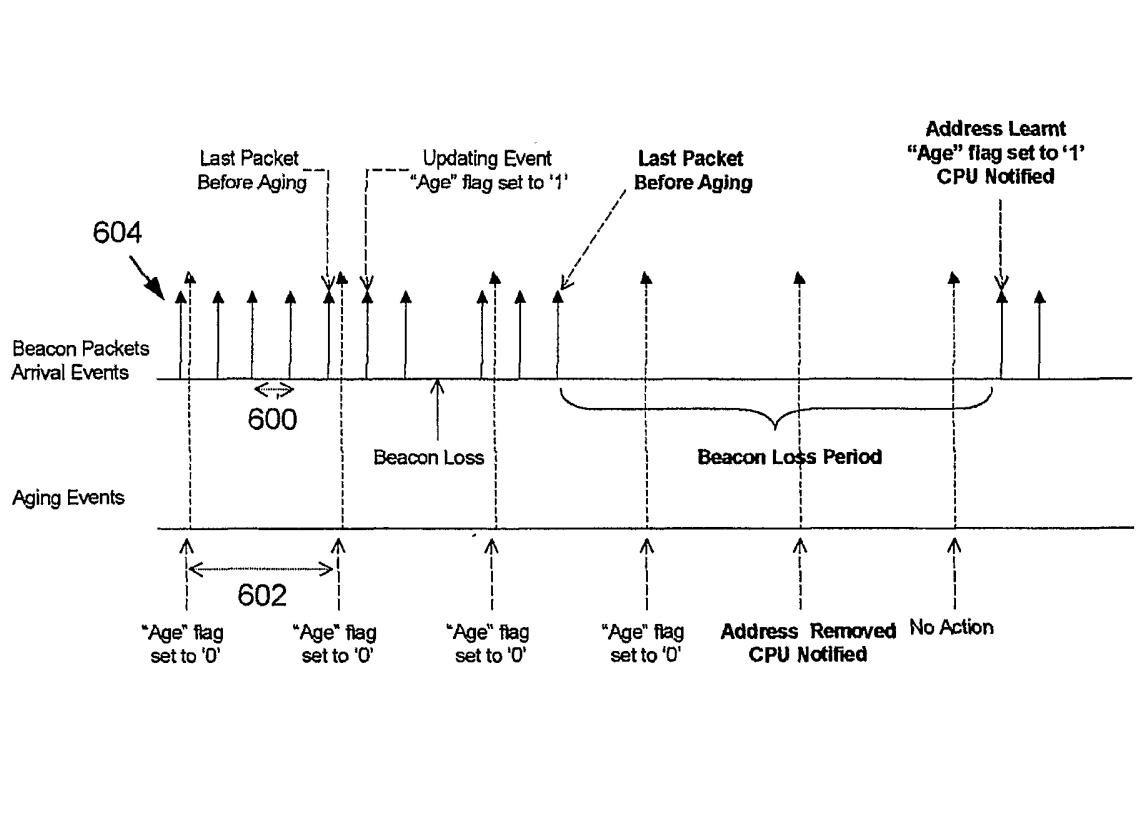 Address Learnt
"Age" flag set to '1'
CPU Notified
Last Packet
Before Aging
Updating Event
"Age" flag set to '1'
Last Packet
Before Aging
604
Beacon Packets
Arrival Events
600
Beacon Loss
Beacon Loss Period
Aging Events
602
"Age" flag
set to '0'
"Age" flag
set to '0'
"Age" flag
set to '0'
"Age" flag
set to '0'
Address Removed
CPU Notified
No Action